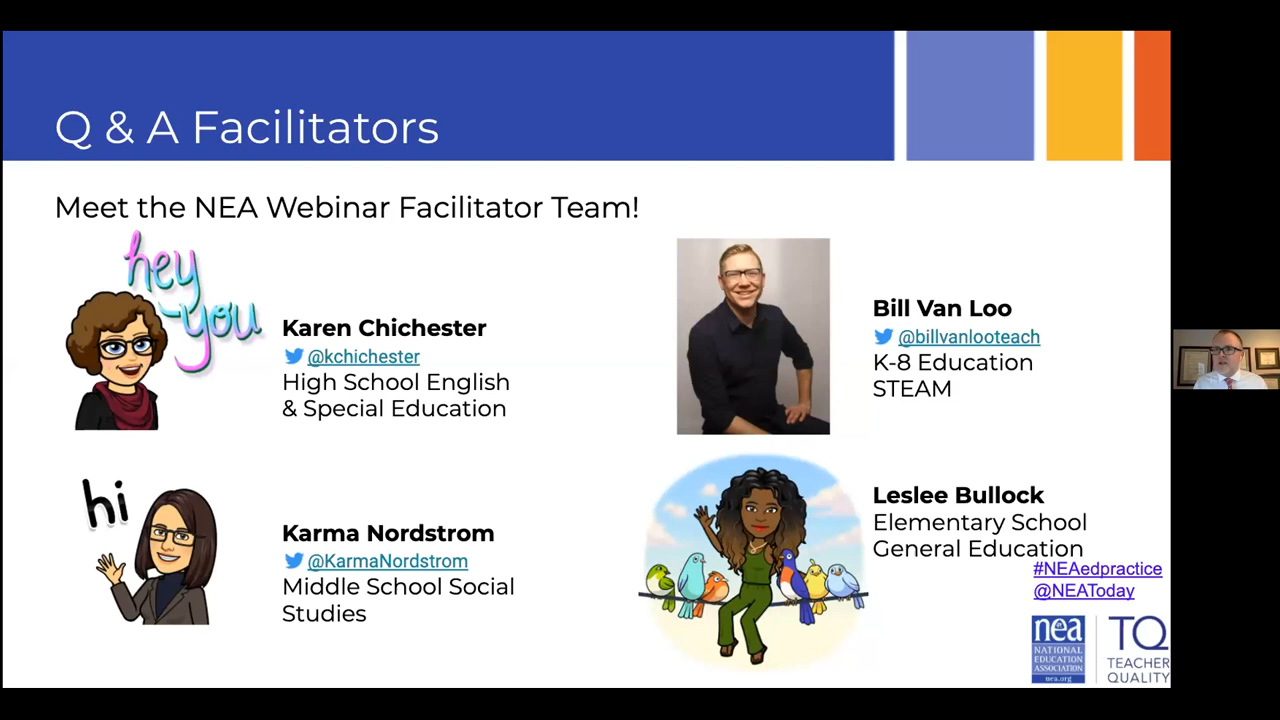 Q & A Facilitators
Meet the NEA Webinar Facilitator Team!
hey
you
Karen Chichester
@kchichester
High School English
& Special Education
Bill Van Loo
@billvanlooteach
K-8 Education
STEAM
hi
Karma Nordstrom
@KarmaNordstrom
Middle School Social
Studies
Leslee Bullock
Elementary School
General Education
#NEAedpractice
@NEAToday
nea
NATIONAL
EDUCATION
ASSOCIATION
nea.org
TQ
TEACHER
QUALITY